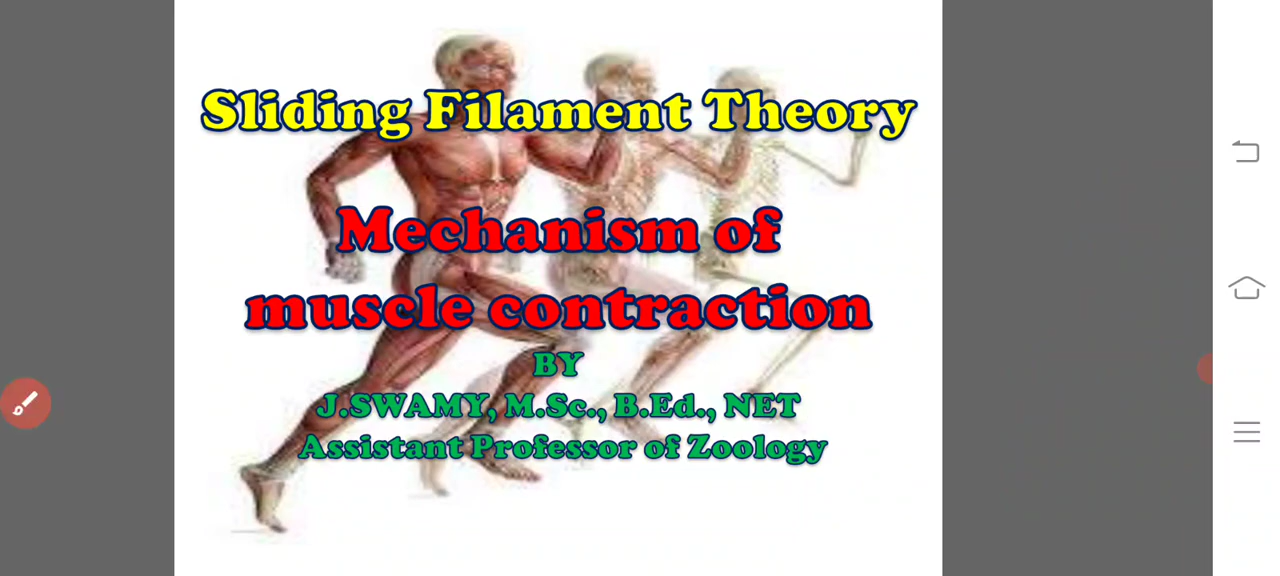 Sliding Filament Theory
Mechanism of
muscle contraction
BY
J.SWAMY, M.Sc., B.Ed., NET
Assistant Professor of Zoology